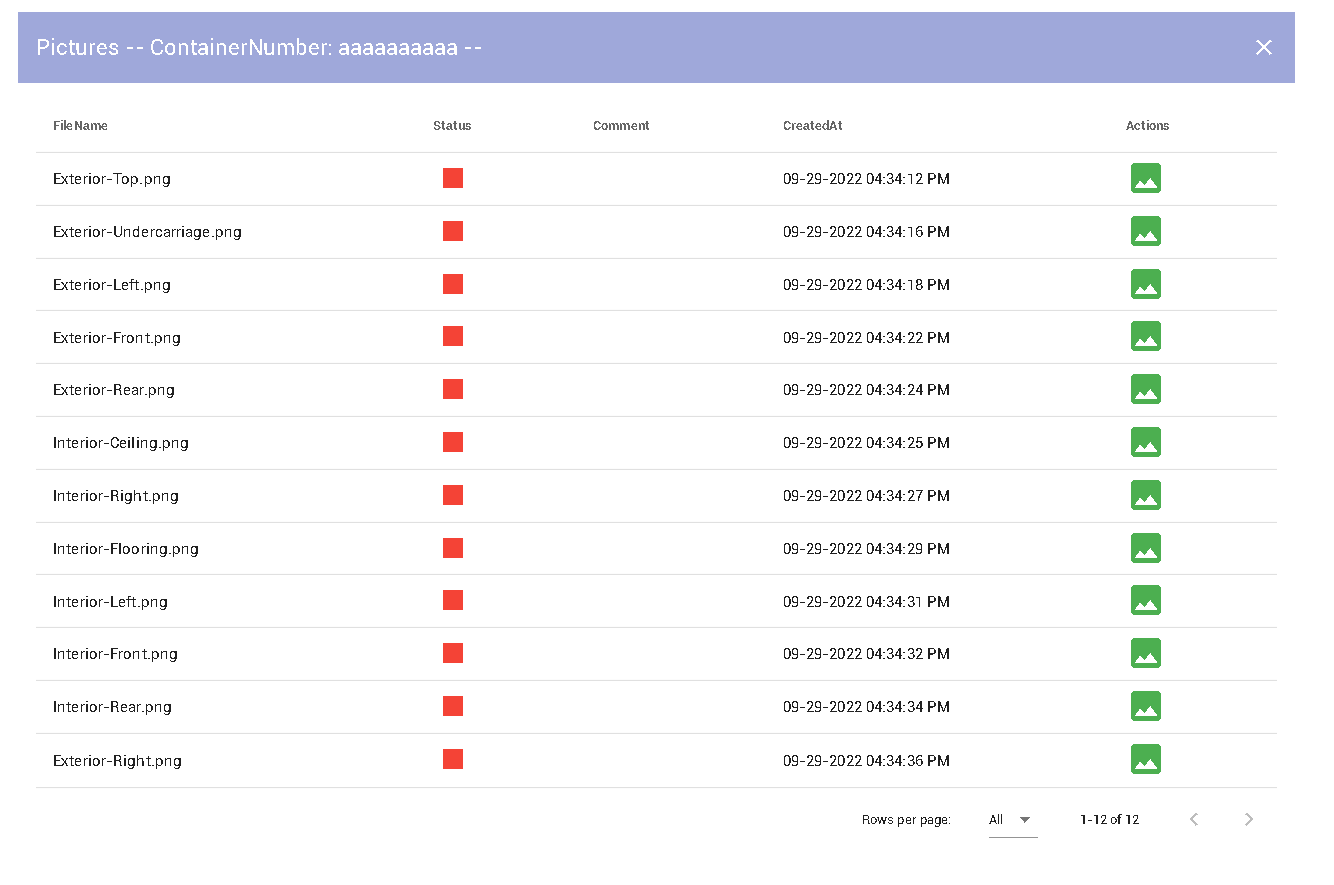 Pictures -- ContainerNumber: aaaaaaaaaa --
FileName Status Comment CreatedAt Actions
Exterior-Top.png 09-29-2022 04:34:12 PM
Exterior-Undercarriage.png 09-29-2022 04:34:16 PM
Exterior-Left.png 09-29-2022 04:34:18 PM
Exterior-Front.png 09-29-2022 04:34:22 PM
Exterior-Rear.png 09-29-2022 04:34:24 PM
Interior-Ceiling.png 09-29-2022 04:34:25 PM
Interior-Right.png 09-29-2022 04:34:27 PM
Interior-Flooring.png 09-29-2022 04:34:29 PM
Interior-Left.png 09-29-2022 04:34:31 PM
Interior-Front.png 09-29-2022 04:34:32 PM
Interior-Rear.png 09-29-2022 04:34:34 PM
Exterior-Right.png 09-29-2022 04:34:36 PM
Rows per page: All 1-12 of 12